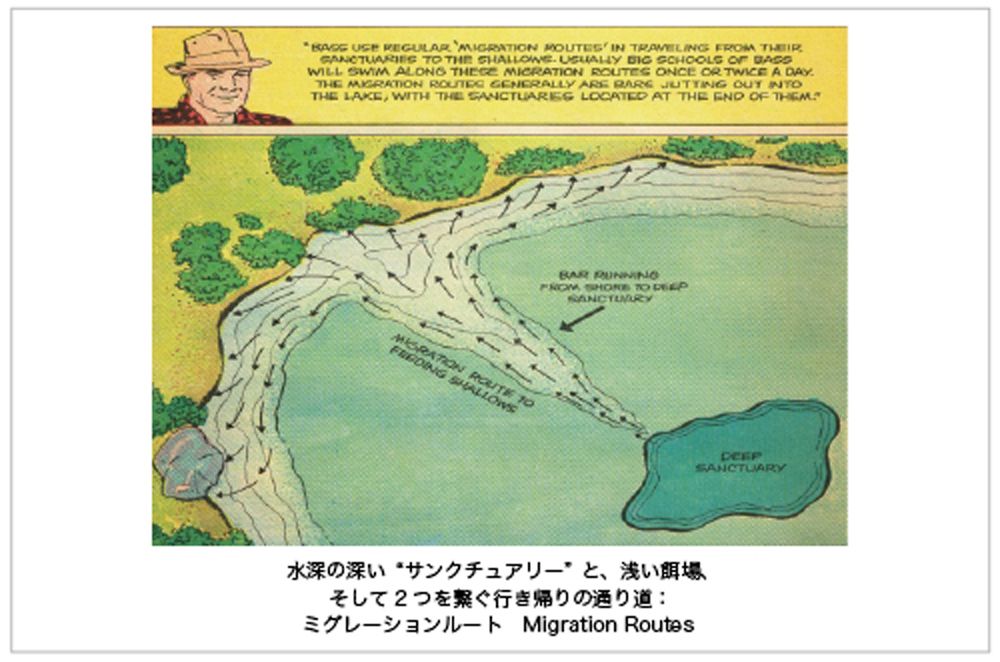 "BASS USE REGULAR, 'MIGRATION ROUTES' IN TRAVELING FROM THEIR
SANCTUARIES TO THE SHALLOWS. USUALLY BIG SCHOOLS OF BASS
WILL SWIM ALONG THESE MIGRATION ROUTES ONCE OR TWICE A DAY.
THE MIGRATION ROUTES GENERALLY ARE BARS JUTTING OUT INTO
THE LAKE, WITH THE SANCTUARIES LOCATED AT THE END OF THEM."
BAR RUNNING
FROM SHORE TO DEEP
SANCTUARY
MIGRATION ROUTE TO
FEEDING SHALLOWS
DEEP
SANCTUARY
水深の深い“サンクチュアリー”と、浅い餌場、
そして2つを繋ぐ行き帰りの通り道：
ミグレーションルート　Migration Routes